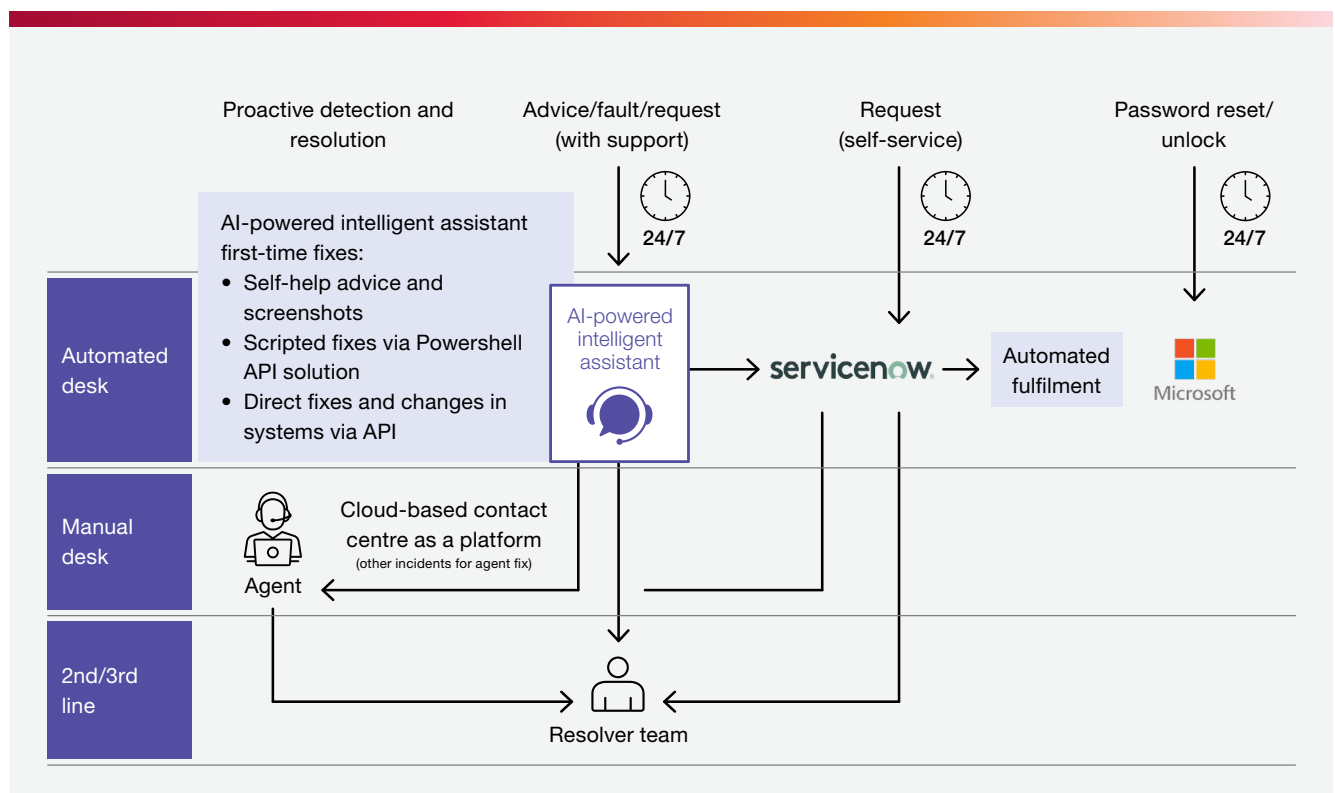 Proactive detection and
resolution
Advice/fault/request
(with support)
Request
(self-service)
Password reset/
unlock
24/7
24/7
24/7
AI-powered intelligent assistant
first-time fixes:
• Self-help advice and
screenshots
• Scripted fixes via Powershell
API solution
• Direct fixes and changes in
systems via API
Automated
desk
AI-powered
intelligent
assistant
servicenow
Automated
fulfilment
Microsoft
Manual
desk
Agent
Cloud-based contact
centre as a platform
(other incidents for agent fix)
2nd/3rd
line
Resolver team